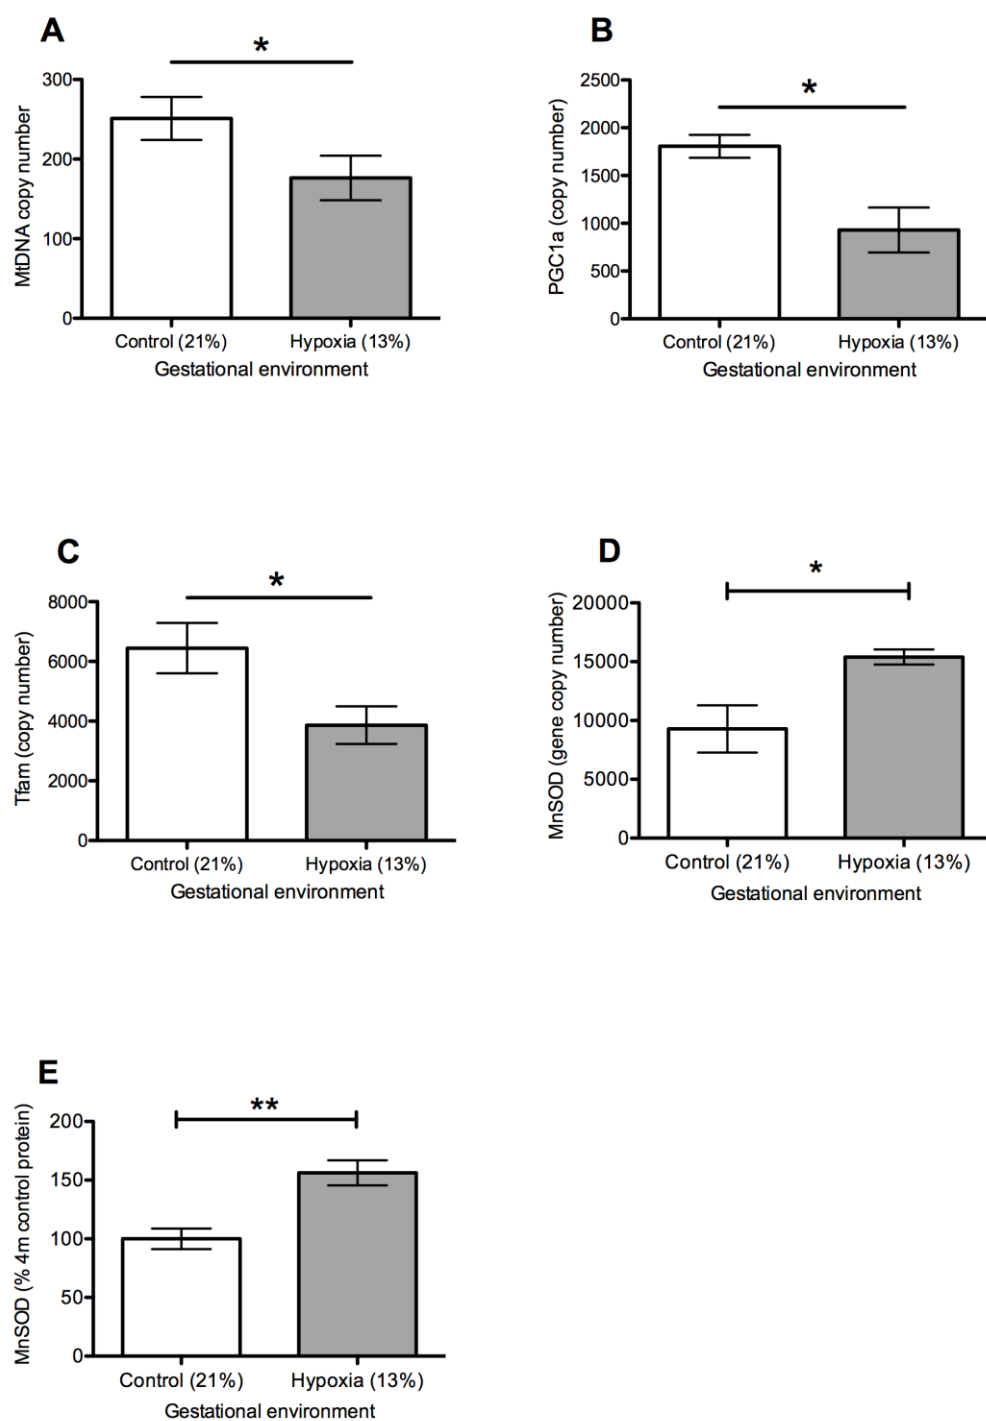 A
*
MtDNA copy number
300
200
100
0
Control (21%) Hypoxia (13%)
Gestational environment
B
*
PGC1a (copy number)
2500
2000
1500
1000
500
0
Control (21%) Hypoxia (13%)
Gestational environment
C
*
Tfam (copy number)
8000
6000
4000
2000
0
Control (21%) Hypoxia (13%)
Gestational environment
D
*
MnSOD (gene copy number)
20000
15000
10000
5000
0
Control (21%) Hypoxia (13%)
Gestational environment
E
**
MnSOD (% 4m control protein)
200
150
100
50
0
Control (21%) Hypoxia (13%)
Gestational environment